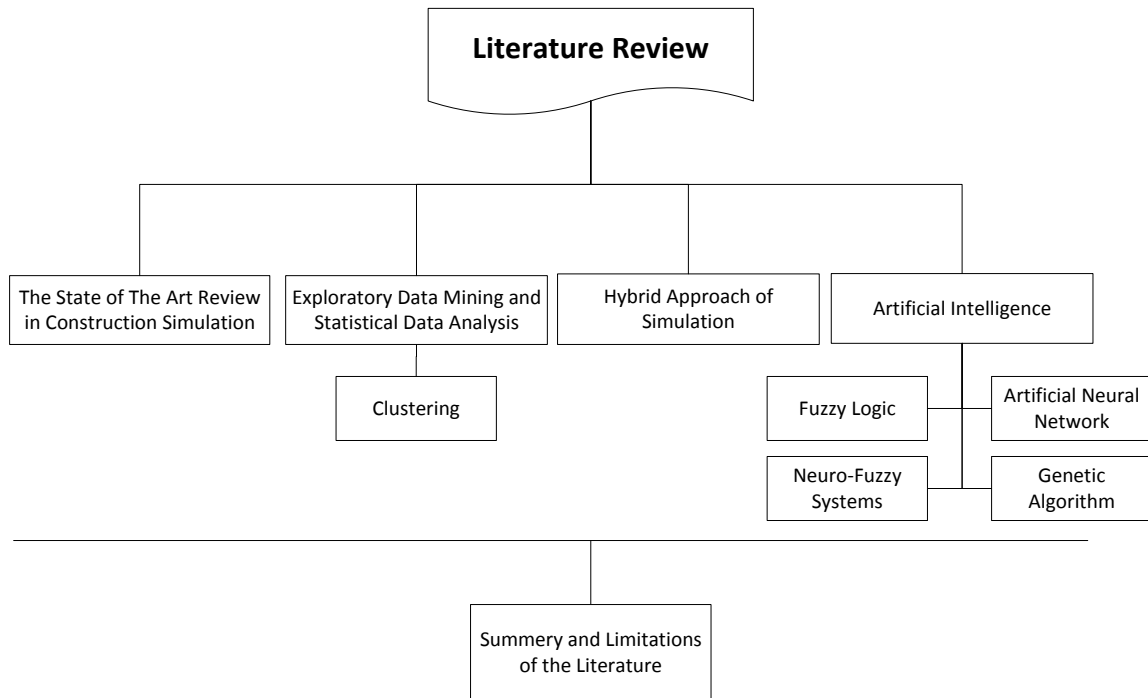 Literature Review
The State of The Art Review
in Construction Simulation
Exploratory Data Mining and
Statistical Data Analysis
Hybrid Approach of
Simulation
Artificial Intelligence
Clustering
Fuzzy Logic
Artificial Neural
Network
Neuro-Fuzzy
Systems
Genetic
Algorithm
Summery and Limitations
of the Literature